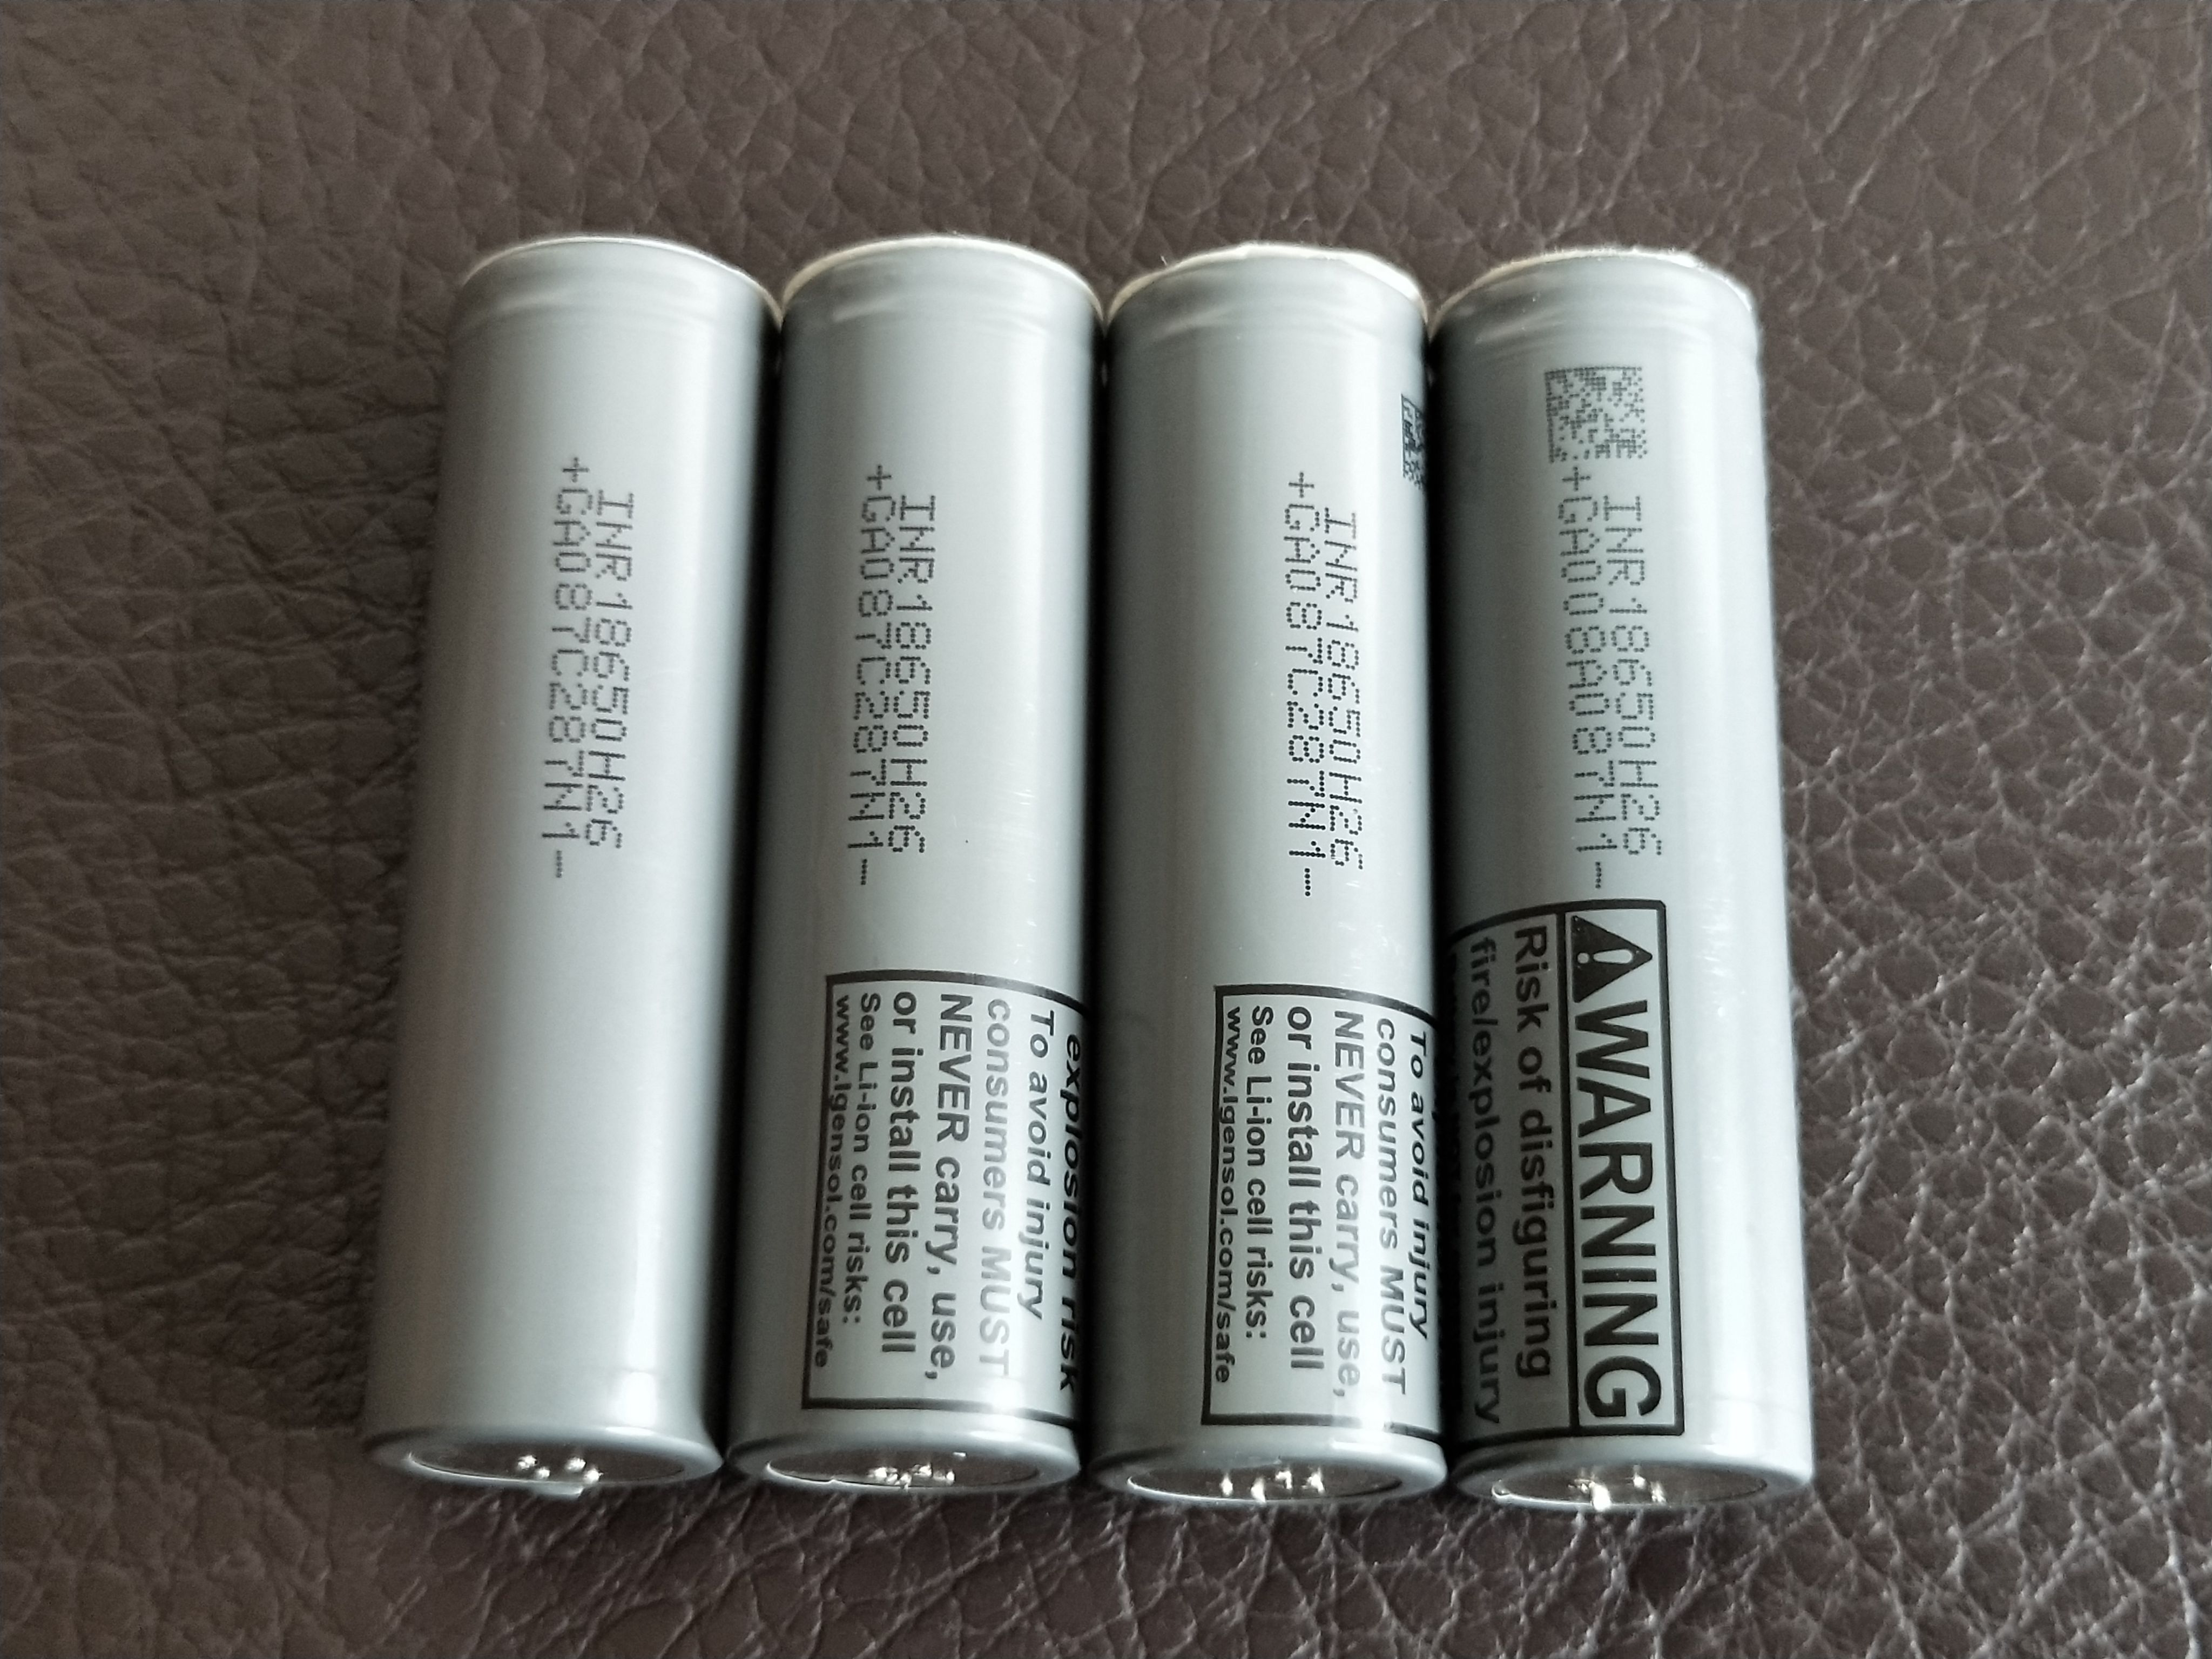 INR18650H26
+GA087C287N1-
INR18650H26
+GA087C287N1-
explosion risk
To avoid injury
consumers MUST
NEVER carry, use,
or install this cell
See Li-ion cell risks:
www.lgensol.com/safe
INR18650H26
+GA087C287N1-
To avoid injury
consumers MUST
NEVER carry, use,
or install this cell
See Li-ion cell risks:
www.lgensol.com/safe
INR18650H26
+GA008A087N1-
WARNING
Risk of disfiguring
fire/explosion injury